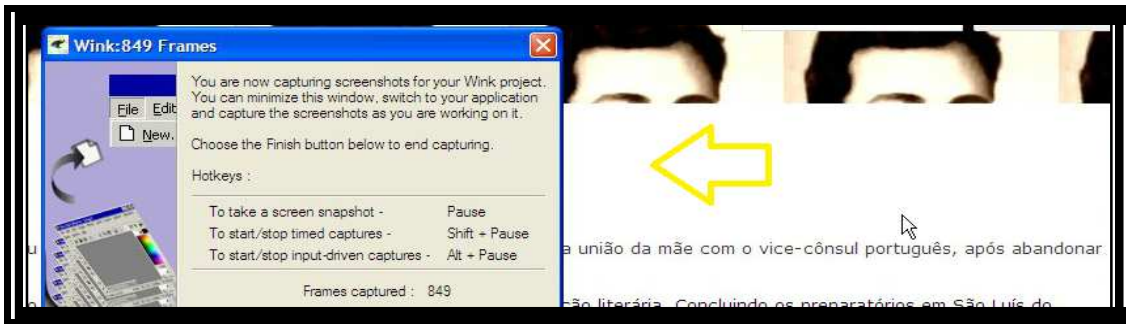 Wink:849 Frames
File Edit
New.
You are now capturing screenshots for your Wink project.
You can minimize this window, switch to your application
and capture the screenshots as you are working on it.
Choose the Finish button below to end
capturing.
Hotkeys :
To take a screen snapshot - Pause
To start/stop timed captures - Shift + Pause
To start/stop input-driven captures - Alt + Pause
Frames captured : 849
a união da mãe com o vice-cônsul português, após abandonar
literária. Concluindo os preparatórios em São Luís do